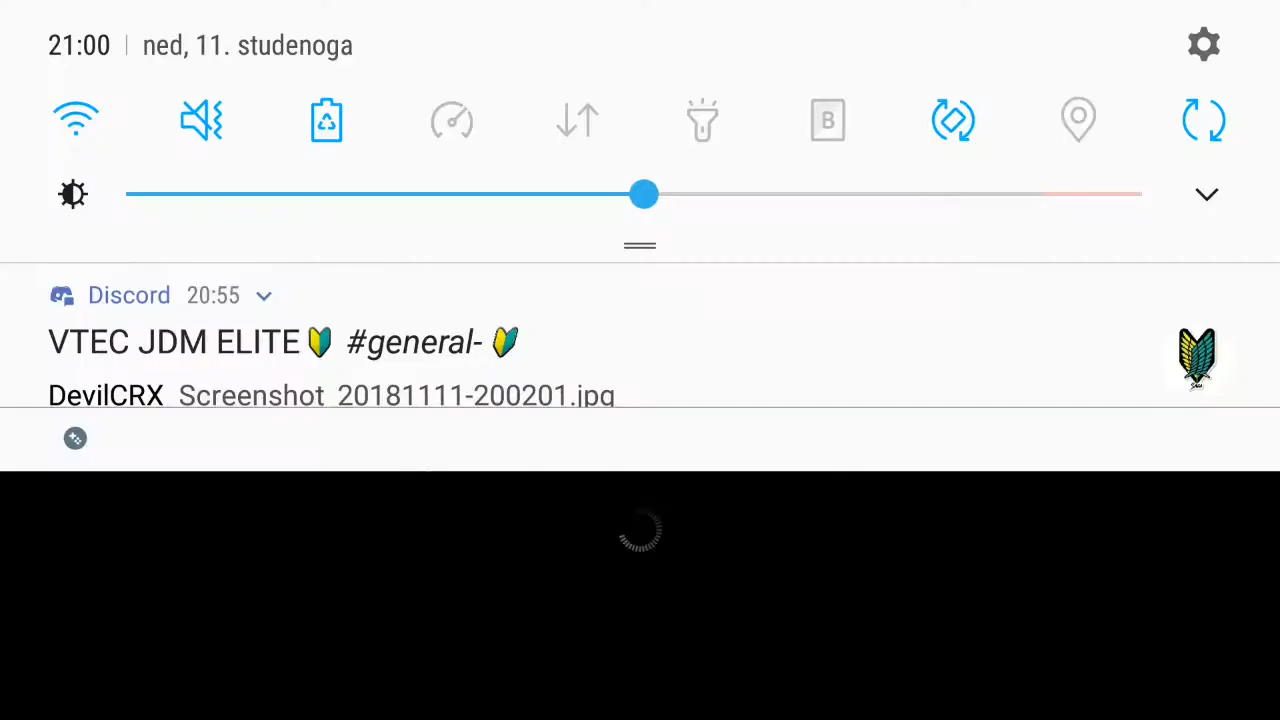 21:00 | ned, 11. studenoga
B
Discord 20:55
VTEC JDM ELITE🔰 #general-🔰
DevilCRX Screenshot_20181111-200201.jpg